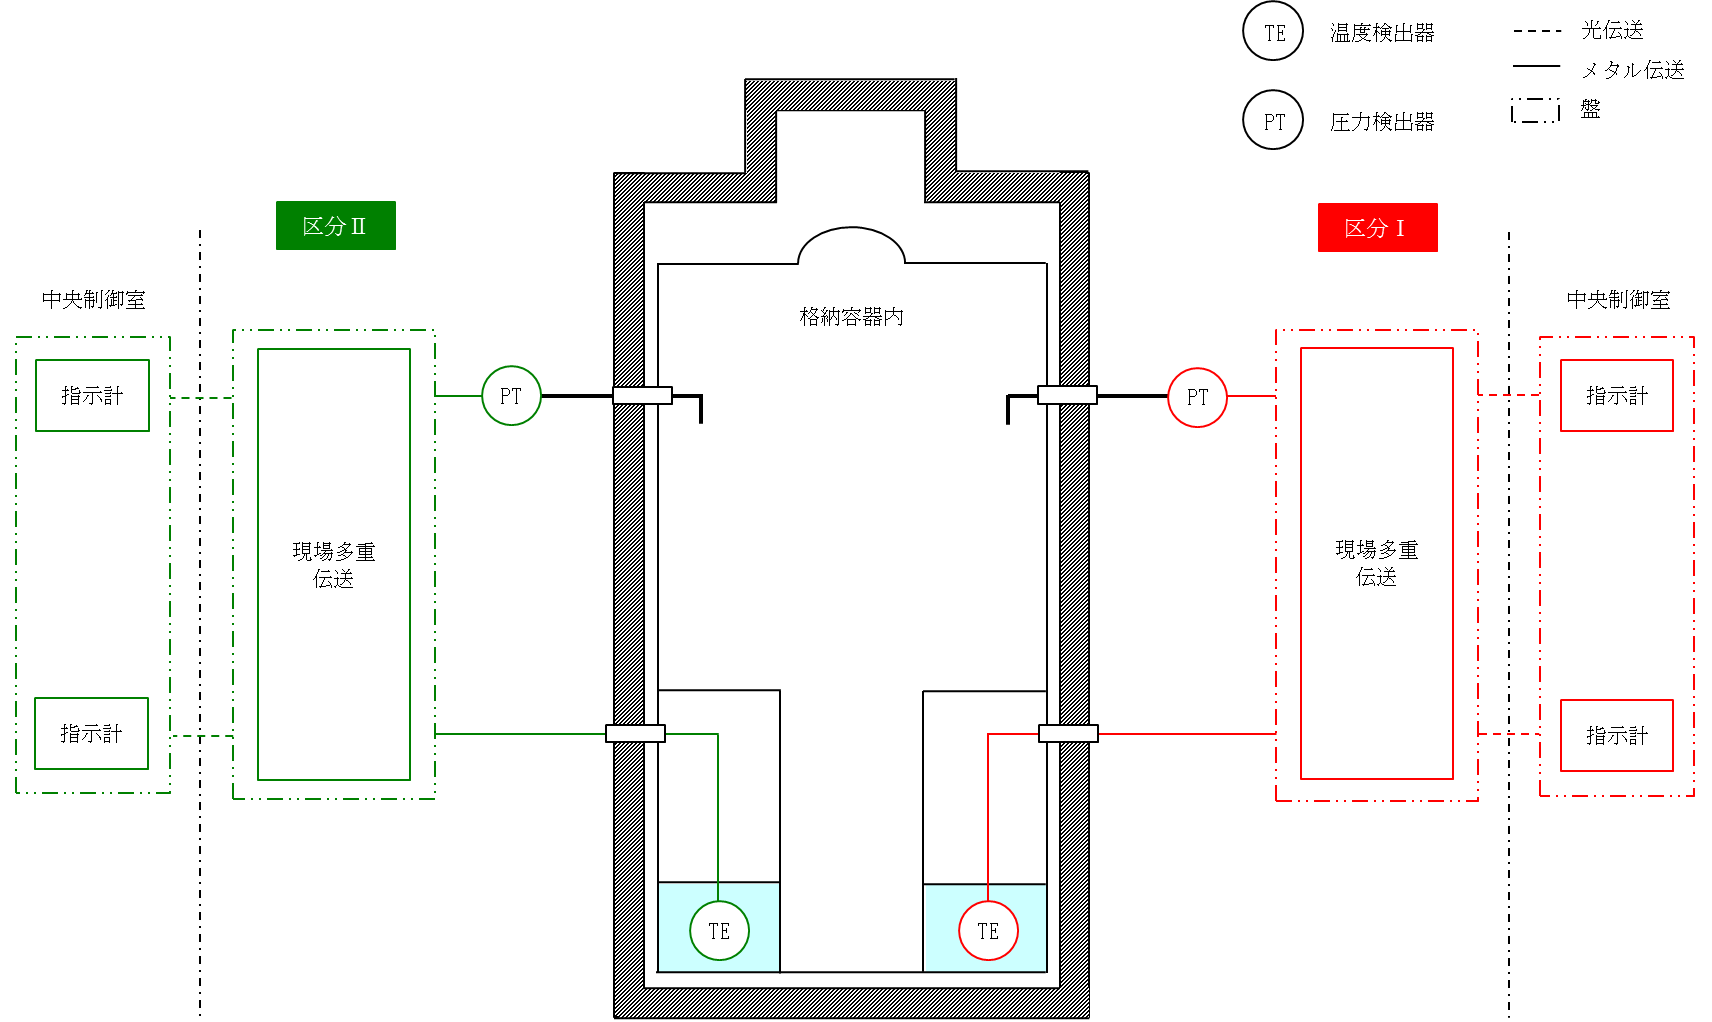 TE
温度検出器
光伝送
メタル伝送
PT
圧力検出器
盤
区分Ⅱ
区分Ⅰ
中央制御室
中央制御室
格納容器内
指示計
PT
PT
指示計
現場多重
伝送
現場多重
伝送
指示計
指示計
TE
TE